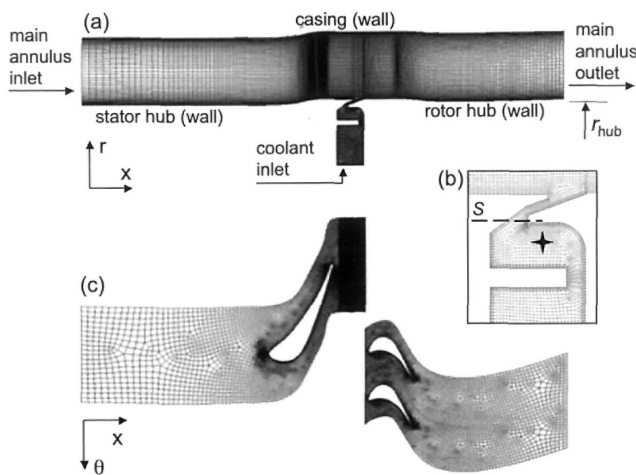 (a)
casing (wall)
main
annulus
inlet
main
annulus
outlet
stator hub (wall)
rotor hub (wall)
r_hub
r
x
coolant
inlet
(b)
S
(c)
x
θ